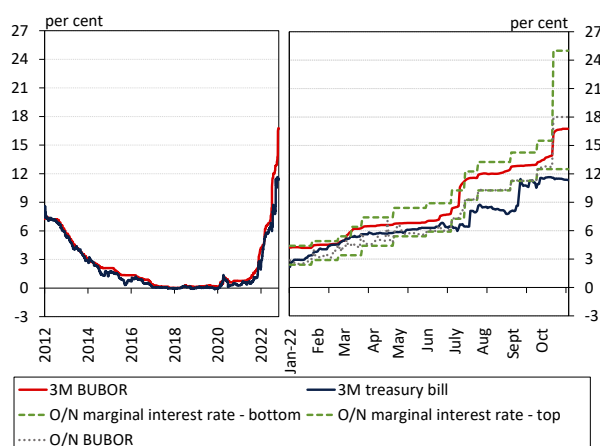 per cent
per cent
27
24
21
18
15
12
9
6
3
0
-3
27
24
21
18
15
12
9
6
3
0
-3
2012
2014
2016
2018
2020
2022
Jan-22
Feb
Mar
Apr
May
Jun
July
Aug
Sept
Oct
3M BUBOR
3M treasury bill
O/N marginal interest rate - bottom
O/N marginal interest rate - top
O/N BUBOR